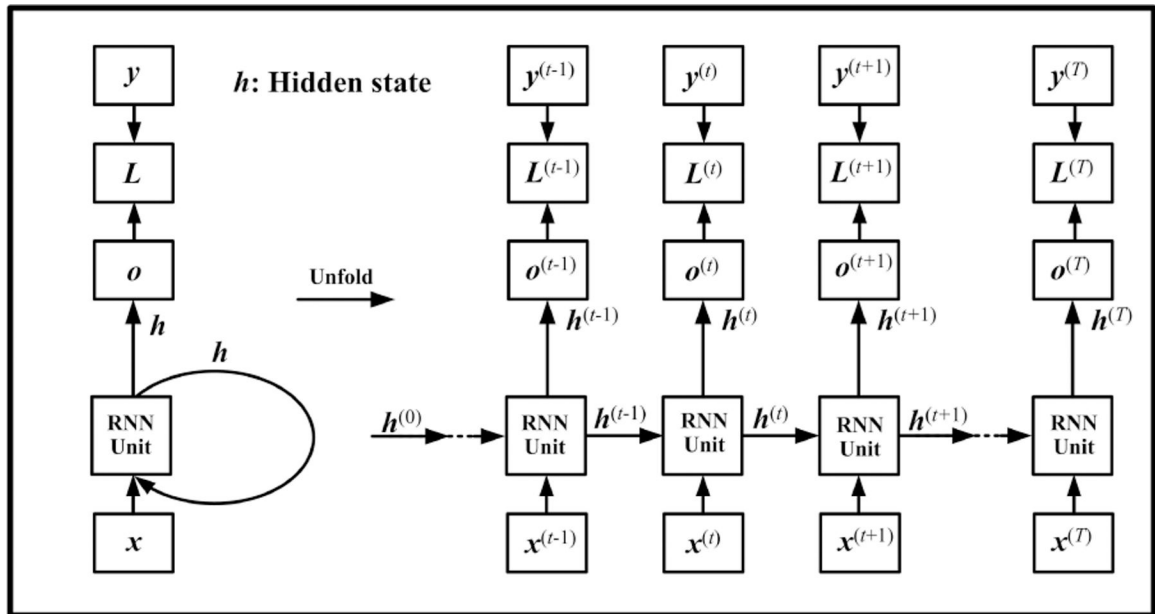 y
h: Hidden state
L
o
h
h
RNN
Unit
x
Unfold
y(t-1) y(t) y(t+1) y(T)
L(t-1) L(t) L(t+1) L(T)
o(t-1) o(t) o(t+1) o(T)
h(t-1) h(t) h(t+1) h(T)
h(0) h(t-1) h(t) h(t+1)
RNN RNN RNN RNN
Unit Unit Unit Unit
x(t-1) x(t) x(t+1) x(T)